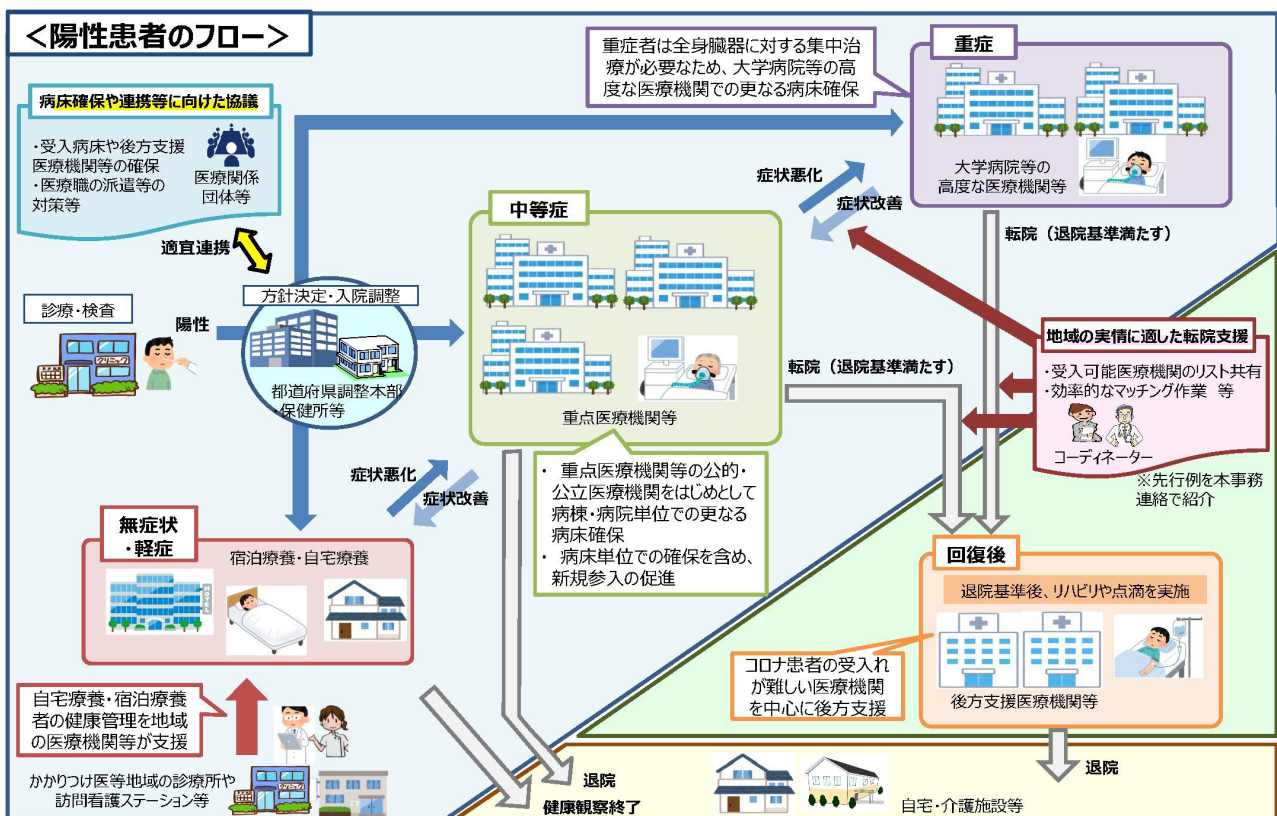 ＜陽性患者のフロー＞
病床確保や連携等に向けた協議
・受入病床や後方支援
医療機関等の確保
・医療職の派遣等の
対策等
医療関係
団体等
適宜連携
診療・検査
クリニック
陽性
方針決定・入院調整
都道府県調整本部
・保健所等
重症者は全身臓器に対する集中治
療が必要なため、大学病院等の高
度な医療機関での更なる病床確保
重症
大学病院等の
高度な医療機関等
症状悪化
症状改善
転院（退院基準満たす）
中等症
重点医療機関等
転院（退院基準満たす）
地域の実情に適した転院支援
・受入可能医療機関のリスト共有
・効率的なマッチング作業　等
コーディネーター
※先行例を本事務
連絡で紹介
・ 重点医療機関等の公的・
公立医療機関をはじめとして
病棟・病院単位での更なる
病床確保
・ 病床単位での確保を含め、
新規参入の促進
症状悪化
症状改善
無症状
・軽症
宿泊療養・自宅療養
HOTEL
回復後
退院基準後、リハビリや点滴を実施
後方支援医療機関等
コロナ患者の受入れ
が難しい医療機関
を中心に後方支援
自宅療養・宿泊療養
者の健康管理を地域
の医療機関等が支援
かかりつけ医等地域の診療所や
訪問看護ステーション等
クリニック
退院
健康観察終了
退院
自宅・介護施設等